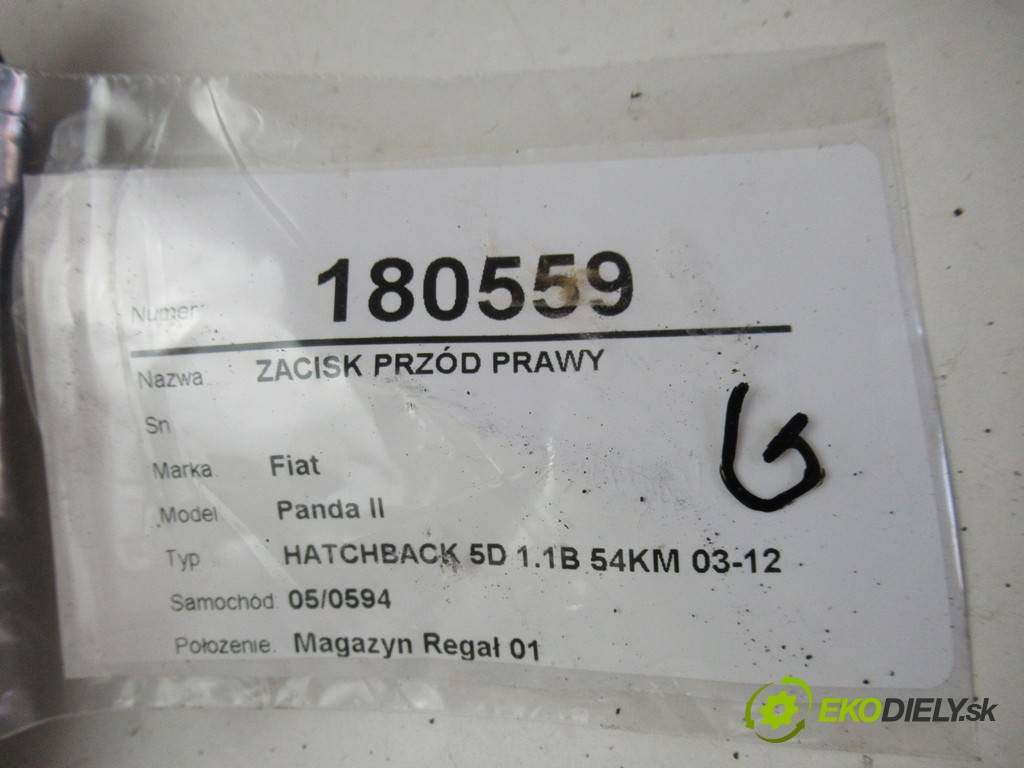 Numer: 180559
Nazwa ZACISK PRZÓD PRAWY
Sn
Marka Fiat
Model Panda II
Typ HATCHBACK 5D 1.1B 54KM 03-12
Samochód: 05/0594
Położenie. Magazyn Regał 01
EKODIELY.sk